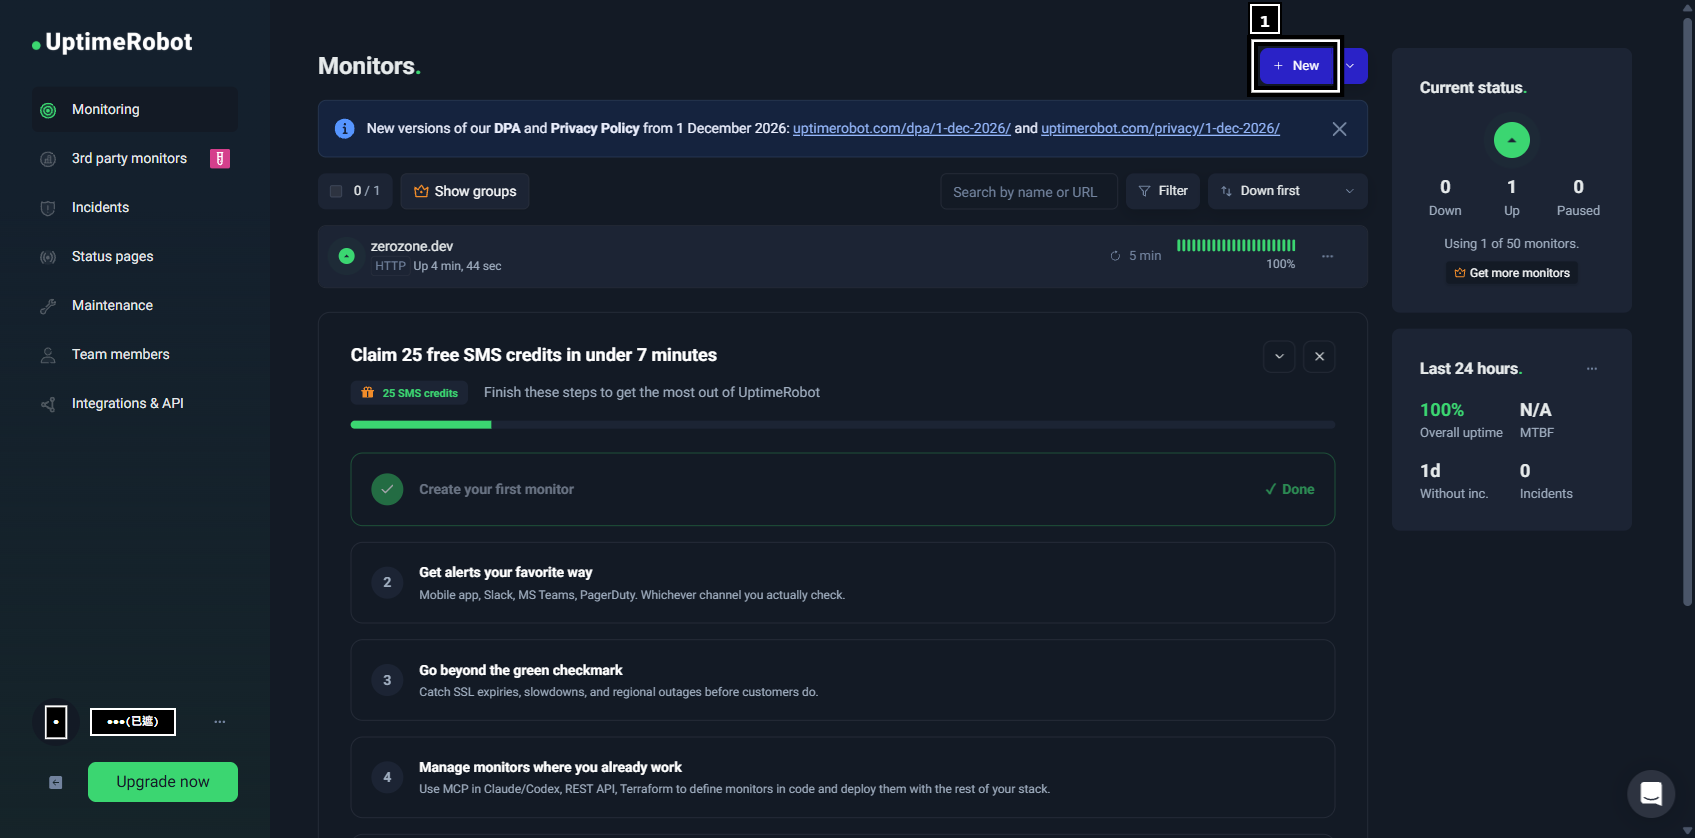 UptimeRobot
Monitoring
3rd party monitors
Incidents
Status pages
Maintenance
Team members
Integrations & API
•
•••(已遮)
Upgrade now
Monitors.
1
+ New
New versions of our DPA and Privacy Policy from 1 December 2026: uptimerobot.com/dpa/1-dec-2026/ and uptimerobot.com/privacy/1-dec-2026/
0 / 1
Show groups
Search by name or URL
Filter
Down first
zerozone.dev
HTTP Up 4 min, 44 sec
5 min
100%
Claim 25 free SMS credits in under 7 minutes
25 SMS credits
Finish these steps to get the most out of UptimeRobot
Create your first monitor
✓ Done
2
Get alerts your favorite way
Mobile app, Slack, MS Teams, PagerDuty. Whichever channel you actually check.
3
Go beyond the green checkmark
Catch SSL expiries, slowdowns, and regional outages before customers do.
4
Manage monitors where you already work
Use MCP in Claude/Codex, REST API, Terraform to define monitors in code and deploy them with the rest of your stack.
Current status.
0 1 0
Down Up Paused
Using 1 of 50 monitors.
Get more monitors
Last 24 hours.
100% N/A
Overall uptime MTBF
1d 0
Without inc. Incidents